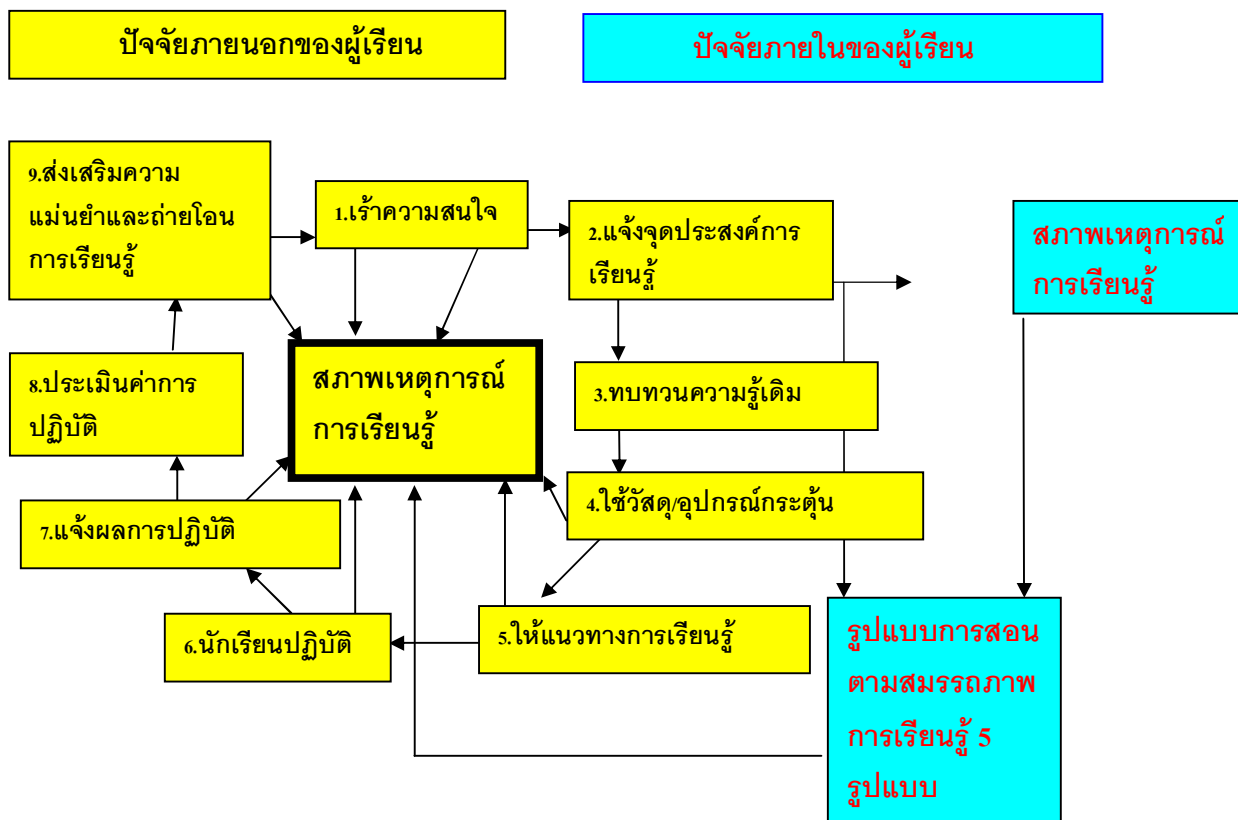 ปัจจัยภายนอกของผู้เรียน
ปัจจัยภายในของผู้เรียน
9.ส่งเสริมความ
แม่นยำและถ่ายโอน
การเรียนรู้
1.เร้าความสนใจ
2.แจ้งจุดประสงค์การ
เรียนรู้
สภาพเหตุการณ์
การเรียนรู้
8.ประเมินค่าการ
ปฏิบัติ
สภาพเหตุการณ์
การเรียนรู้
3.ทบทวนความรู้เดิม
4.ใช้วัสดุ/อุปกรณ์กระตุ้น
7.แจ้งผลการปฏิบัติ
6.นักเรียนปฏิบัติ
5.ให้แนวทางการเรียนรู้
รูปแบบการสอน
ตามสมรรถภาพ
การเรียนรู้ 5
รูปแบบ